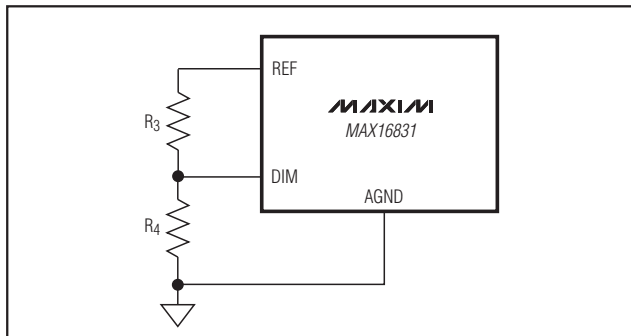 REF
MAXIM
MAX16831
R3
DIM
AGND
R4